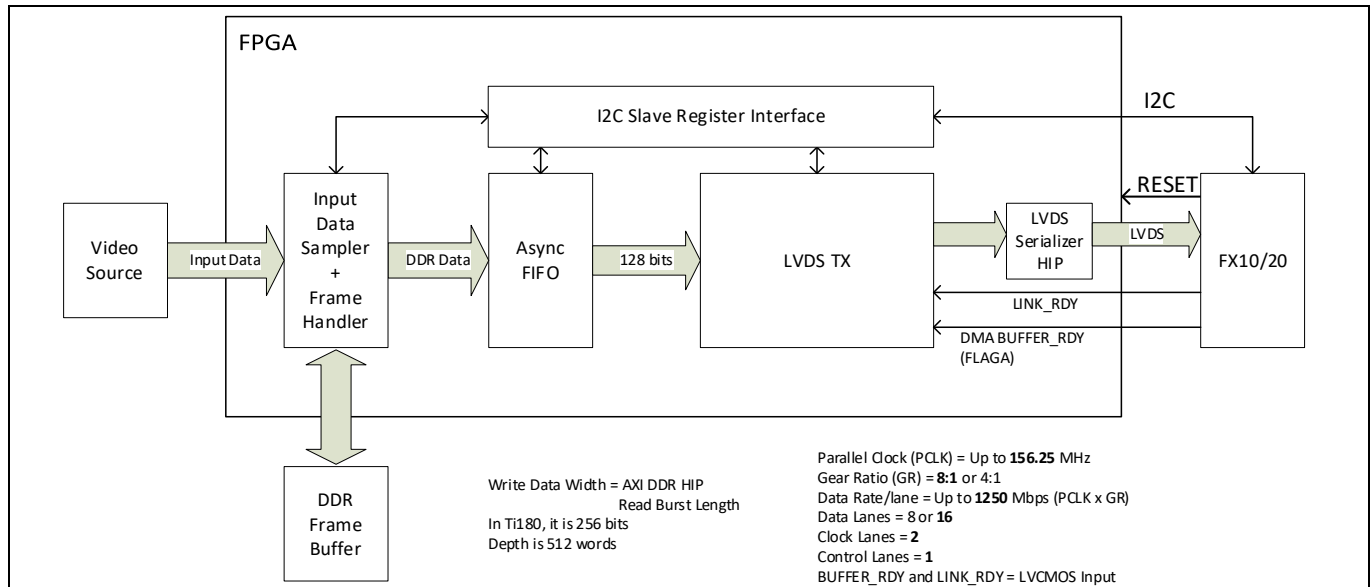 FPGA
I2C Slave Register Interface
I2C
RESET
Video
Source
Input Data
Input
Data
Sampler
+
Frame
Handler
DDR Data
Async
FIFO
128 bits
LVDS TX
LVDS
Serializer
HIP
LVDS
FX10/20
LINK_RDY
DMA BUFFER_RDY
(FLAGA)
DDR
Frame
Buffer
Write Data Width = AXI DDR HIP
Read Burst Length
In Ti180, it is 256 bits
Depth is 512 words
Parallel Clock (PCLK) = Up to 156.25 MHz
Gear Ratio (GR) = 8:1 or 4:1
Data Rate/lane = Up to 1250 Mbps (PCLK x GR)
Data Lanes = 8 or 16
Clock Lanes = 2
Control Lanes = 1
BUFFER_RDY and LINK_RDY = LVCMOS Input